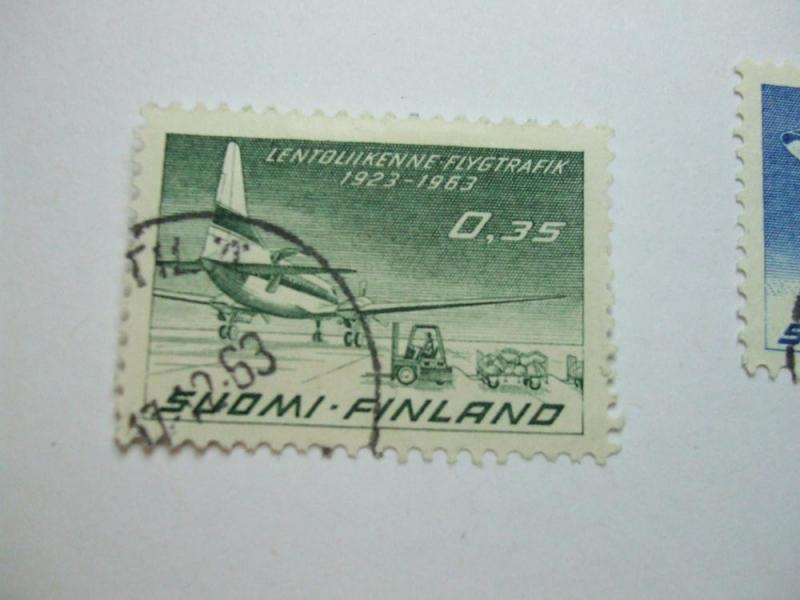 LENTOLIIKENNE-FLYGTRAFIK
1923-1963
0,35
SUOMI-FINLAND